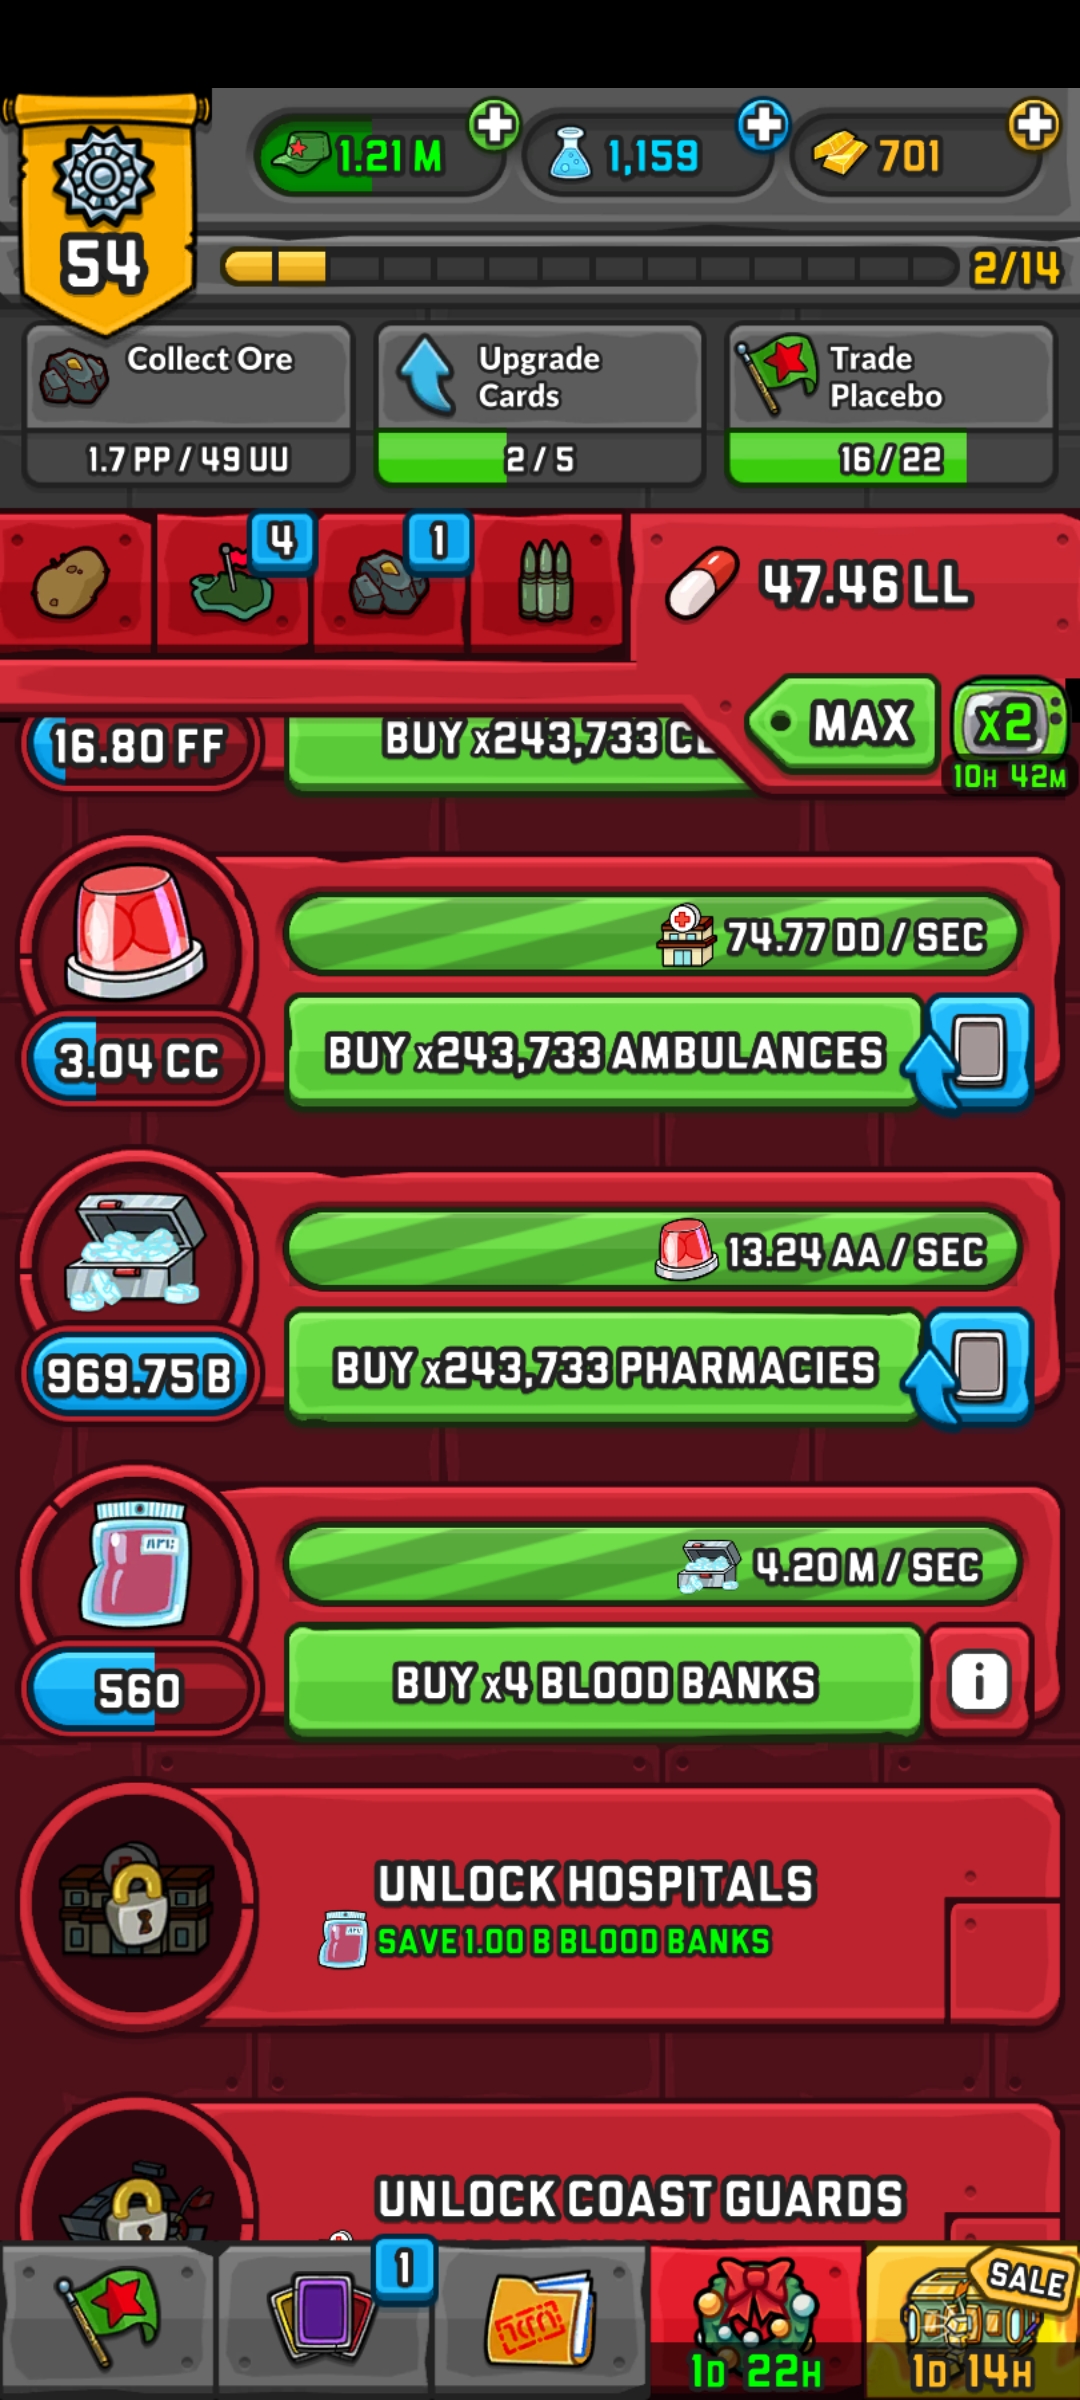 1.21 M
1,159
701
54
2/14
Collect Ore
1.7 PP / 49 UU
Upgrade
Cards
2 / 5
Trade
Placebo
16 / 22
4
1
47.46 LL
MAX
x2
10H 42M
16.80 FF
BUY x243,733
74.77 DD / SEC
3.04 CC
BUY x243,733 AMBULANCES
13.24 AA / SEC
969.75 B
BUY x243,733 PHARMACIES
4.20 M / SEC
560
BUY x4 BLOOD BANKS
i
UNLOCK HOSPITALS
SAVE 1.00 B BLOOD BANKS
UNLOCK COAST GUARDS
1
SALE
1D 22H
1D 14H